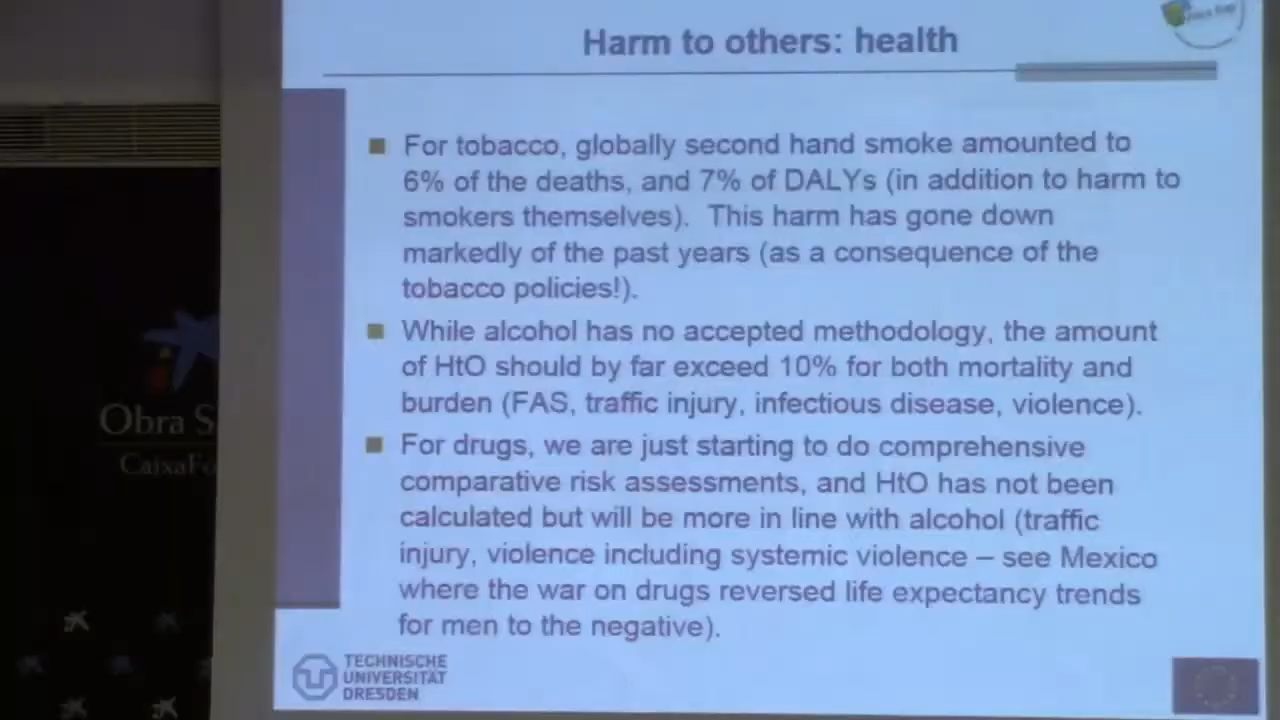 Harm to others: health
For tobacco, globally second hand smoke amounted to
6% of the deaths, and 7% of DALYs (in addition to harm to
smokers themselves). This harm has gone down
markedly of the past years (as a consequence of the
tobacco policies!).
While alcohol has no accepted methodology, the amount
of HtO should by far exceed 10% for both mortality and
burden (FAS, traffic injury, infectious disease, violence).
For drugs, we are just starting to do comprehensive
comparative risk assessments, and HtO has not been
calculated but will be more in line with alcohol (traffic
injury, violence including systemic violence – see Mexico
where the war on drugs reversed life expectancy trends
for men to the negative).
TECHNISCHE
UNIVERSITÄT
DRESDEN
Obra S
CaixaFo